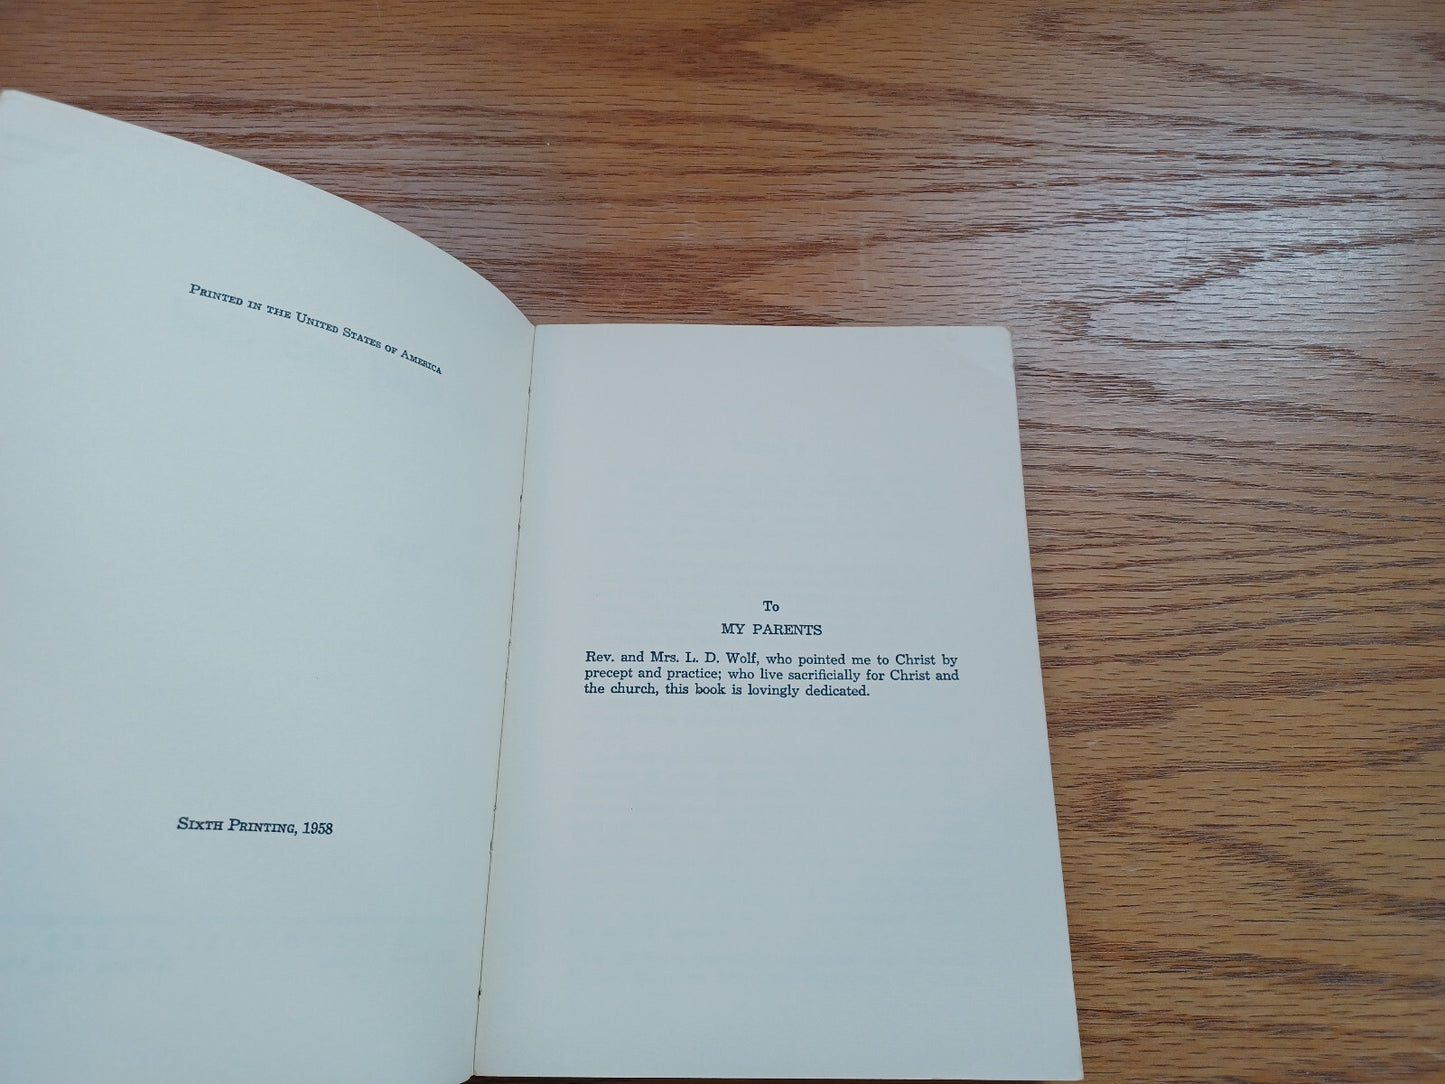 Printed in the United States of America
Sixth Printing, 1958
To
MY PARENTS
Rev. and Mrs. L. D. Wolf, who pointed me to Christ by
precept and practice; who live sacrificially for Christ and
the church, this book is lovingly dedicated.